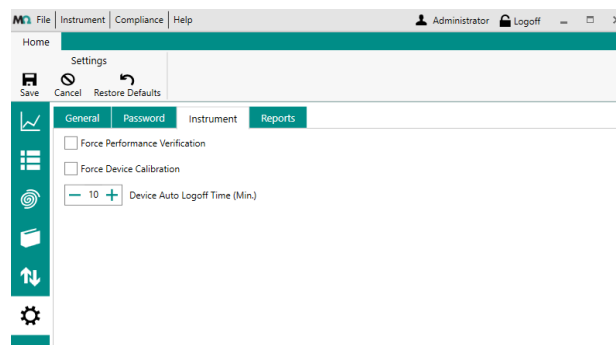 MQ File Instrument Compliance Help Administrator Logoff
Home
Settings
Save Cancel Restore Defaults
General Password Instrument Reports
Force Performance Verification
Force Device Calibration
10 Device Auto Logoff Time (Min.)